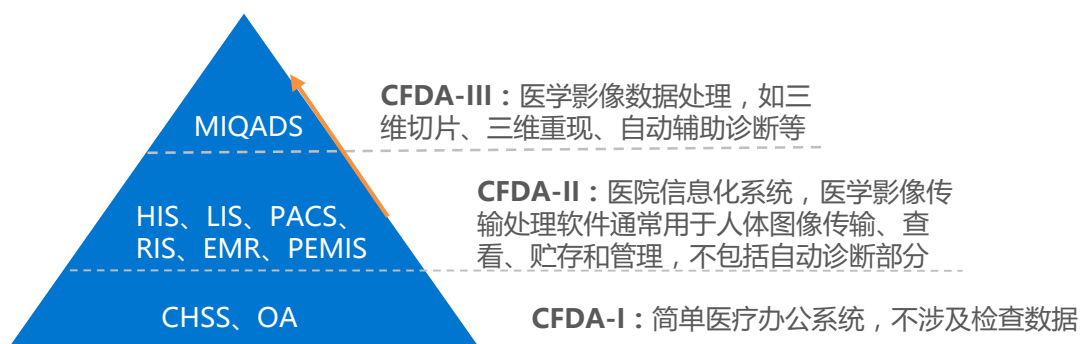 MIQADS
CFDA-III：医学影像数据处理，如三
维切片、三维重现、自动辅助诊断等
HIS、LIS、PACS、
RIS、EMR、PEMIS
CFDA-II：医院信息化系统，医学影像传
输处理软件通常用于人体图像传输、查
看、贮存和管理，不包括自动诊断部分
CHSS、OA
CFDA-I：简单医疗办公系统，不涉及检查数据